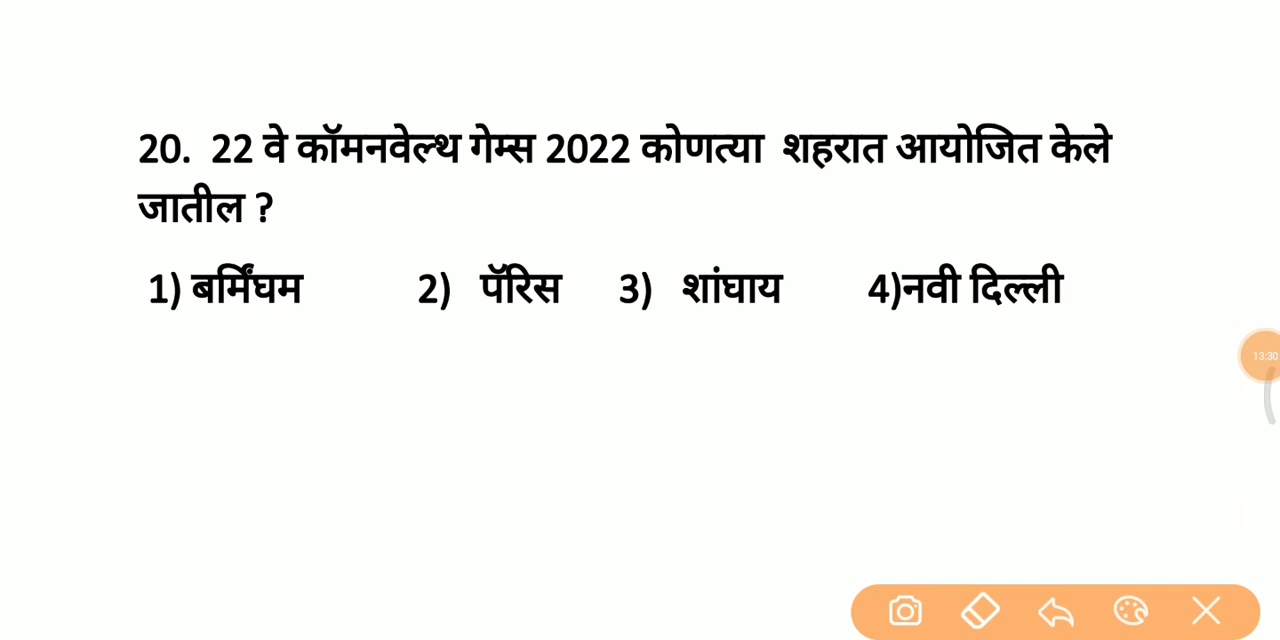 20. 22 वे कॉमनवेल्थ गेम्स 2022 कोणत्या शहरात आयोजित केले
जातील ?
1) बर्मिंघम 2) पॅरिस 3) शांघाय 4)नवी दिल्ली
13:30